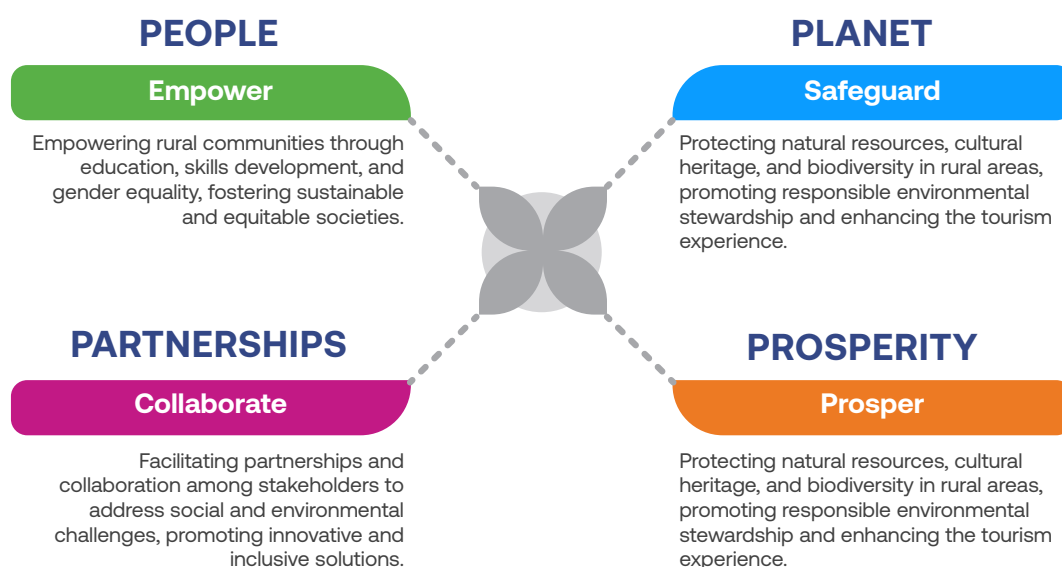 PEOPLE
Empower
Empowering rural communities through
education, skills development, and
gender equality, fostering sustainable
and equitable societies.
PLANET
Safeguard
Protecting natural resources, cultural
heritage, and biodiversity in rural areas,
promoting responsible environmental
stewardship and enhancing the tourism
experience.
PARTNERSHIPS
Collaborate
Facilitating partnerships and
collaboration among stakeholders to
address social and environmental
challenges, promoting innovative and
inclusive solutions.
PROSPERITY
Prosper
Protecting natural resources, cultural
heritage, and biodiversity in rural areas,
promoting responsible environmental
stewardship and enhancing the tourism
experience.